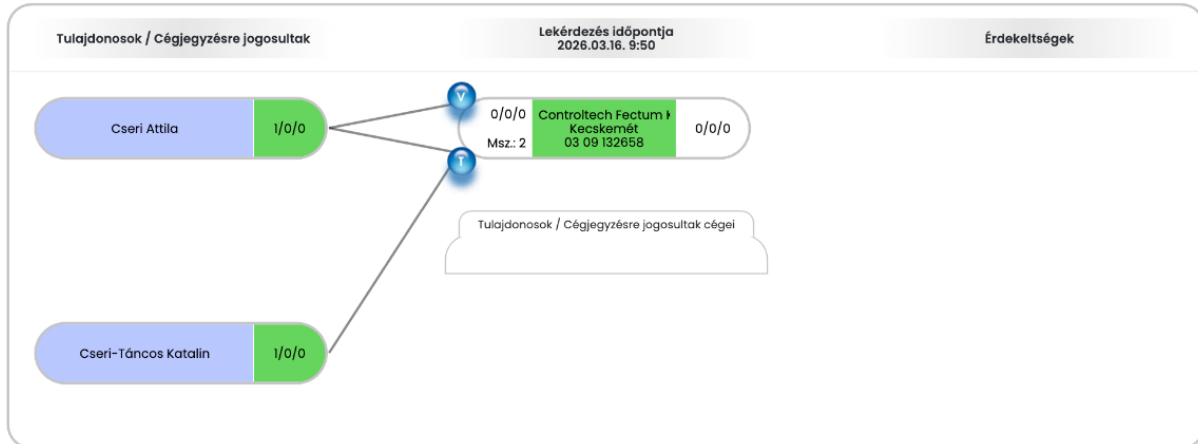 Tulajdonosok / Cégjegyzésre jogosultak
Lekérdezés időpontja
2026.03.16. 9:50
Érdekeltségek
Cseri Attila
1/0/0
V
0/0/0
Msz.: 2
Controltech Fectum
Kecskemét
03 09 132658
0/0/0
T
Tulajdonosok / Cégjegyzésre jogosultak cégei
Cseri-Táncos Katalin
1/0/0